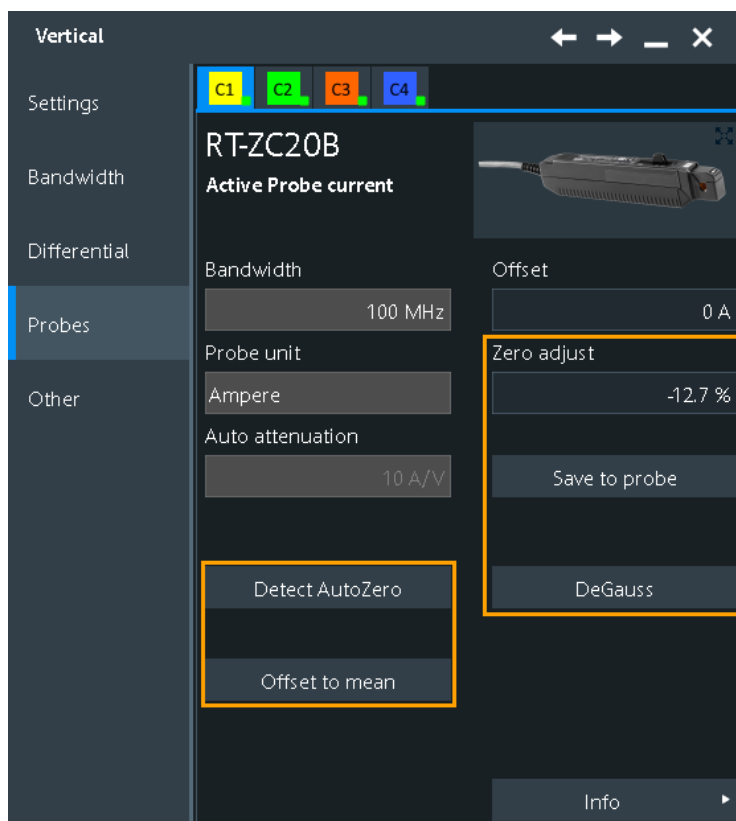 Vertical
Settings
Bandwidth
Differential
Probes
Other
C1 C2 C3 C4
RT-ZC20B
Active Probe current
Bandwidth
100 MHz
Offset
0 A
Probe unit
Ampere
Zero adjust
-12.7 %
Auto attenuation
10 A/V
Save to probe
Detect AutoZero
DeGauss
Offset to mean
Info